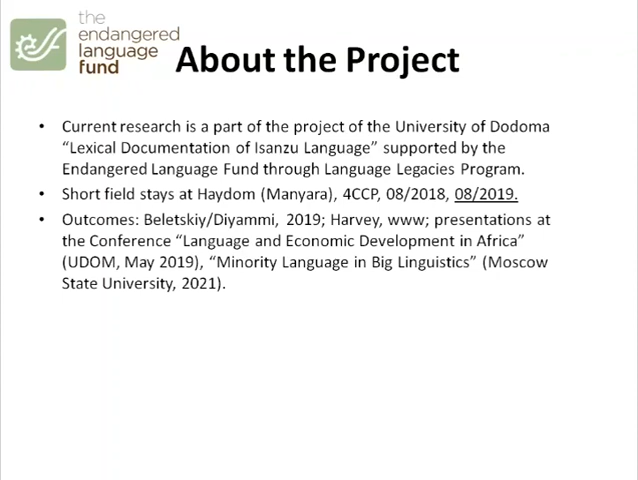 the
endangered
language
fund
About the Project
• Current research is a part of the project of the University of Dodoma
“Lexical Documentation of Isanzu Language” supported by the
Endangered Language Fund through Language Legacies Program.
• Short field stays at Haydom (Manyara), 4CCP, 08/2018, 08/2019.
• Outcomes: Beletskiy/Diyammi, 2019; Harvey, www; presentations at
the Conference “Language and Economic Development in Africa”
(UDOM, May 2019), “Minority Language in Big Linguistics” (Moscow
State University, 2021).